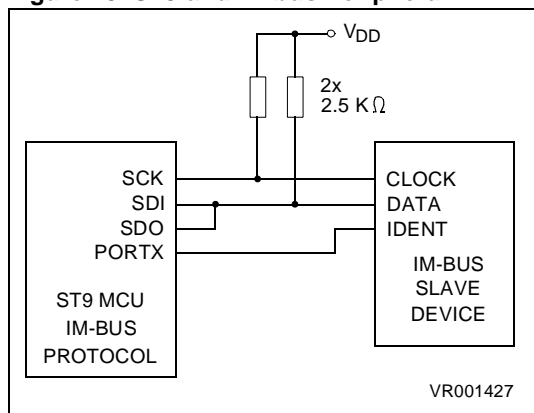 VDD
2x
2.5 KΩ
SCK
SDI
SDO
PORTX
ST9 MCU
IM-BUS
PROTOCOL
CLOCK
DATA
IDENT
IM-BUS
SLAVE
DEVICE
VR001427